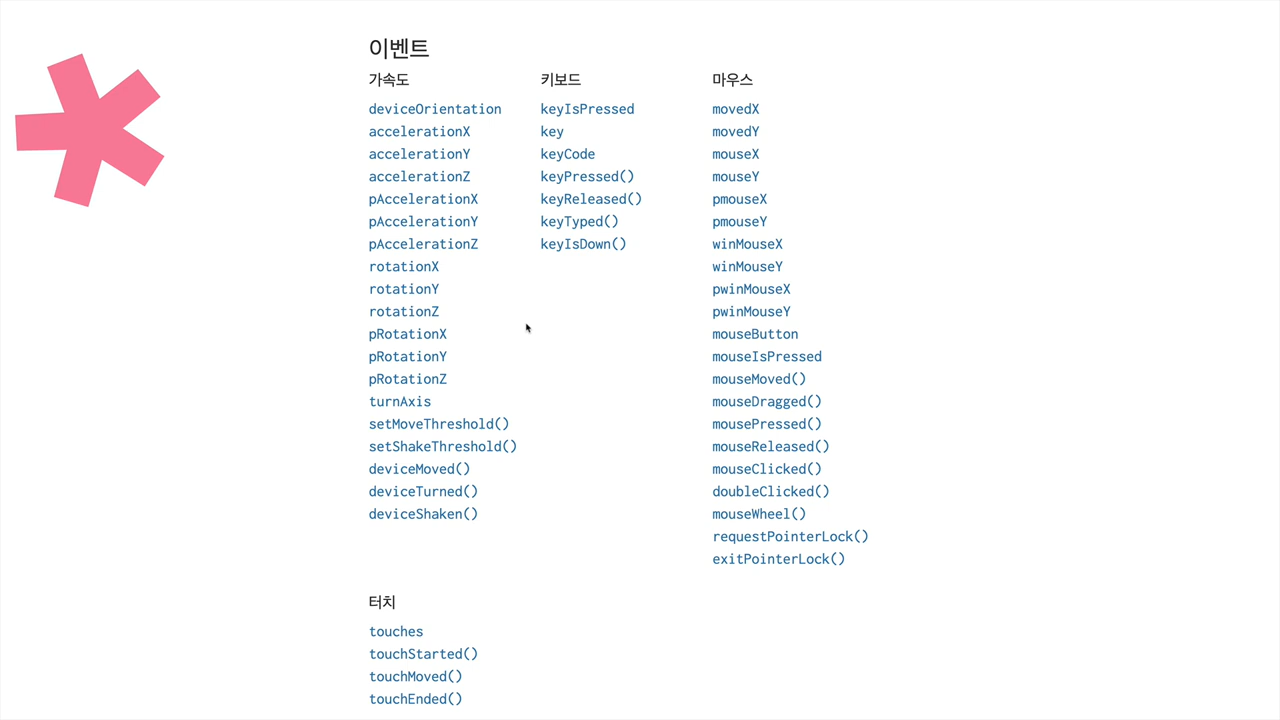 이벤트
가속도
deviceOrientation
accelerationX
accelerationY
accelerationZ
pAccelerationX
pAccelerationY
pAccelerationZ
rotationX
rotationY
rotationZ
pRotationX
pRotationY
pRotationZ
turnAxis
setMoveThreshold()
setShakeThreshold()
deviceMoved()
deviceTurned()
deviceShaken()
키보드
keyIsPressed
key
keyCode
keyPressed()
keyReleased()
keyTyped()
keyIsDown()
마우스
movedX
movedY
mouseX
mouseY
pmouseX
pmouseY
winMouseX
winMouseY
pwinMouseX
pwinMouseY
mouseButton
mouseIsPressed
mouseMoved()
mouseDragged()
mousePressed()
mouseReleased()
mouseClicked()
doubleClicked()
mouseWheel()
requestPointerLock()
exitPointerLock()
터치
touches
touchStarted()
touchMoved()
touchEnded()